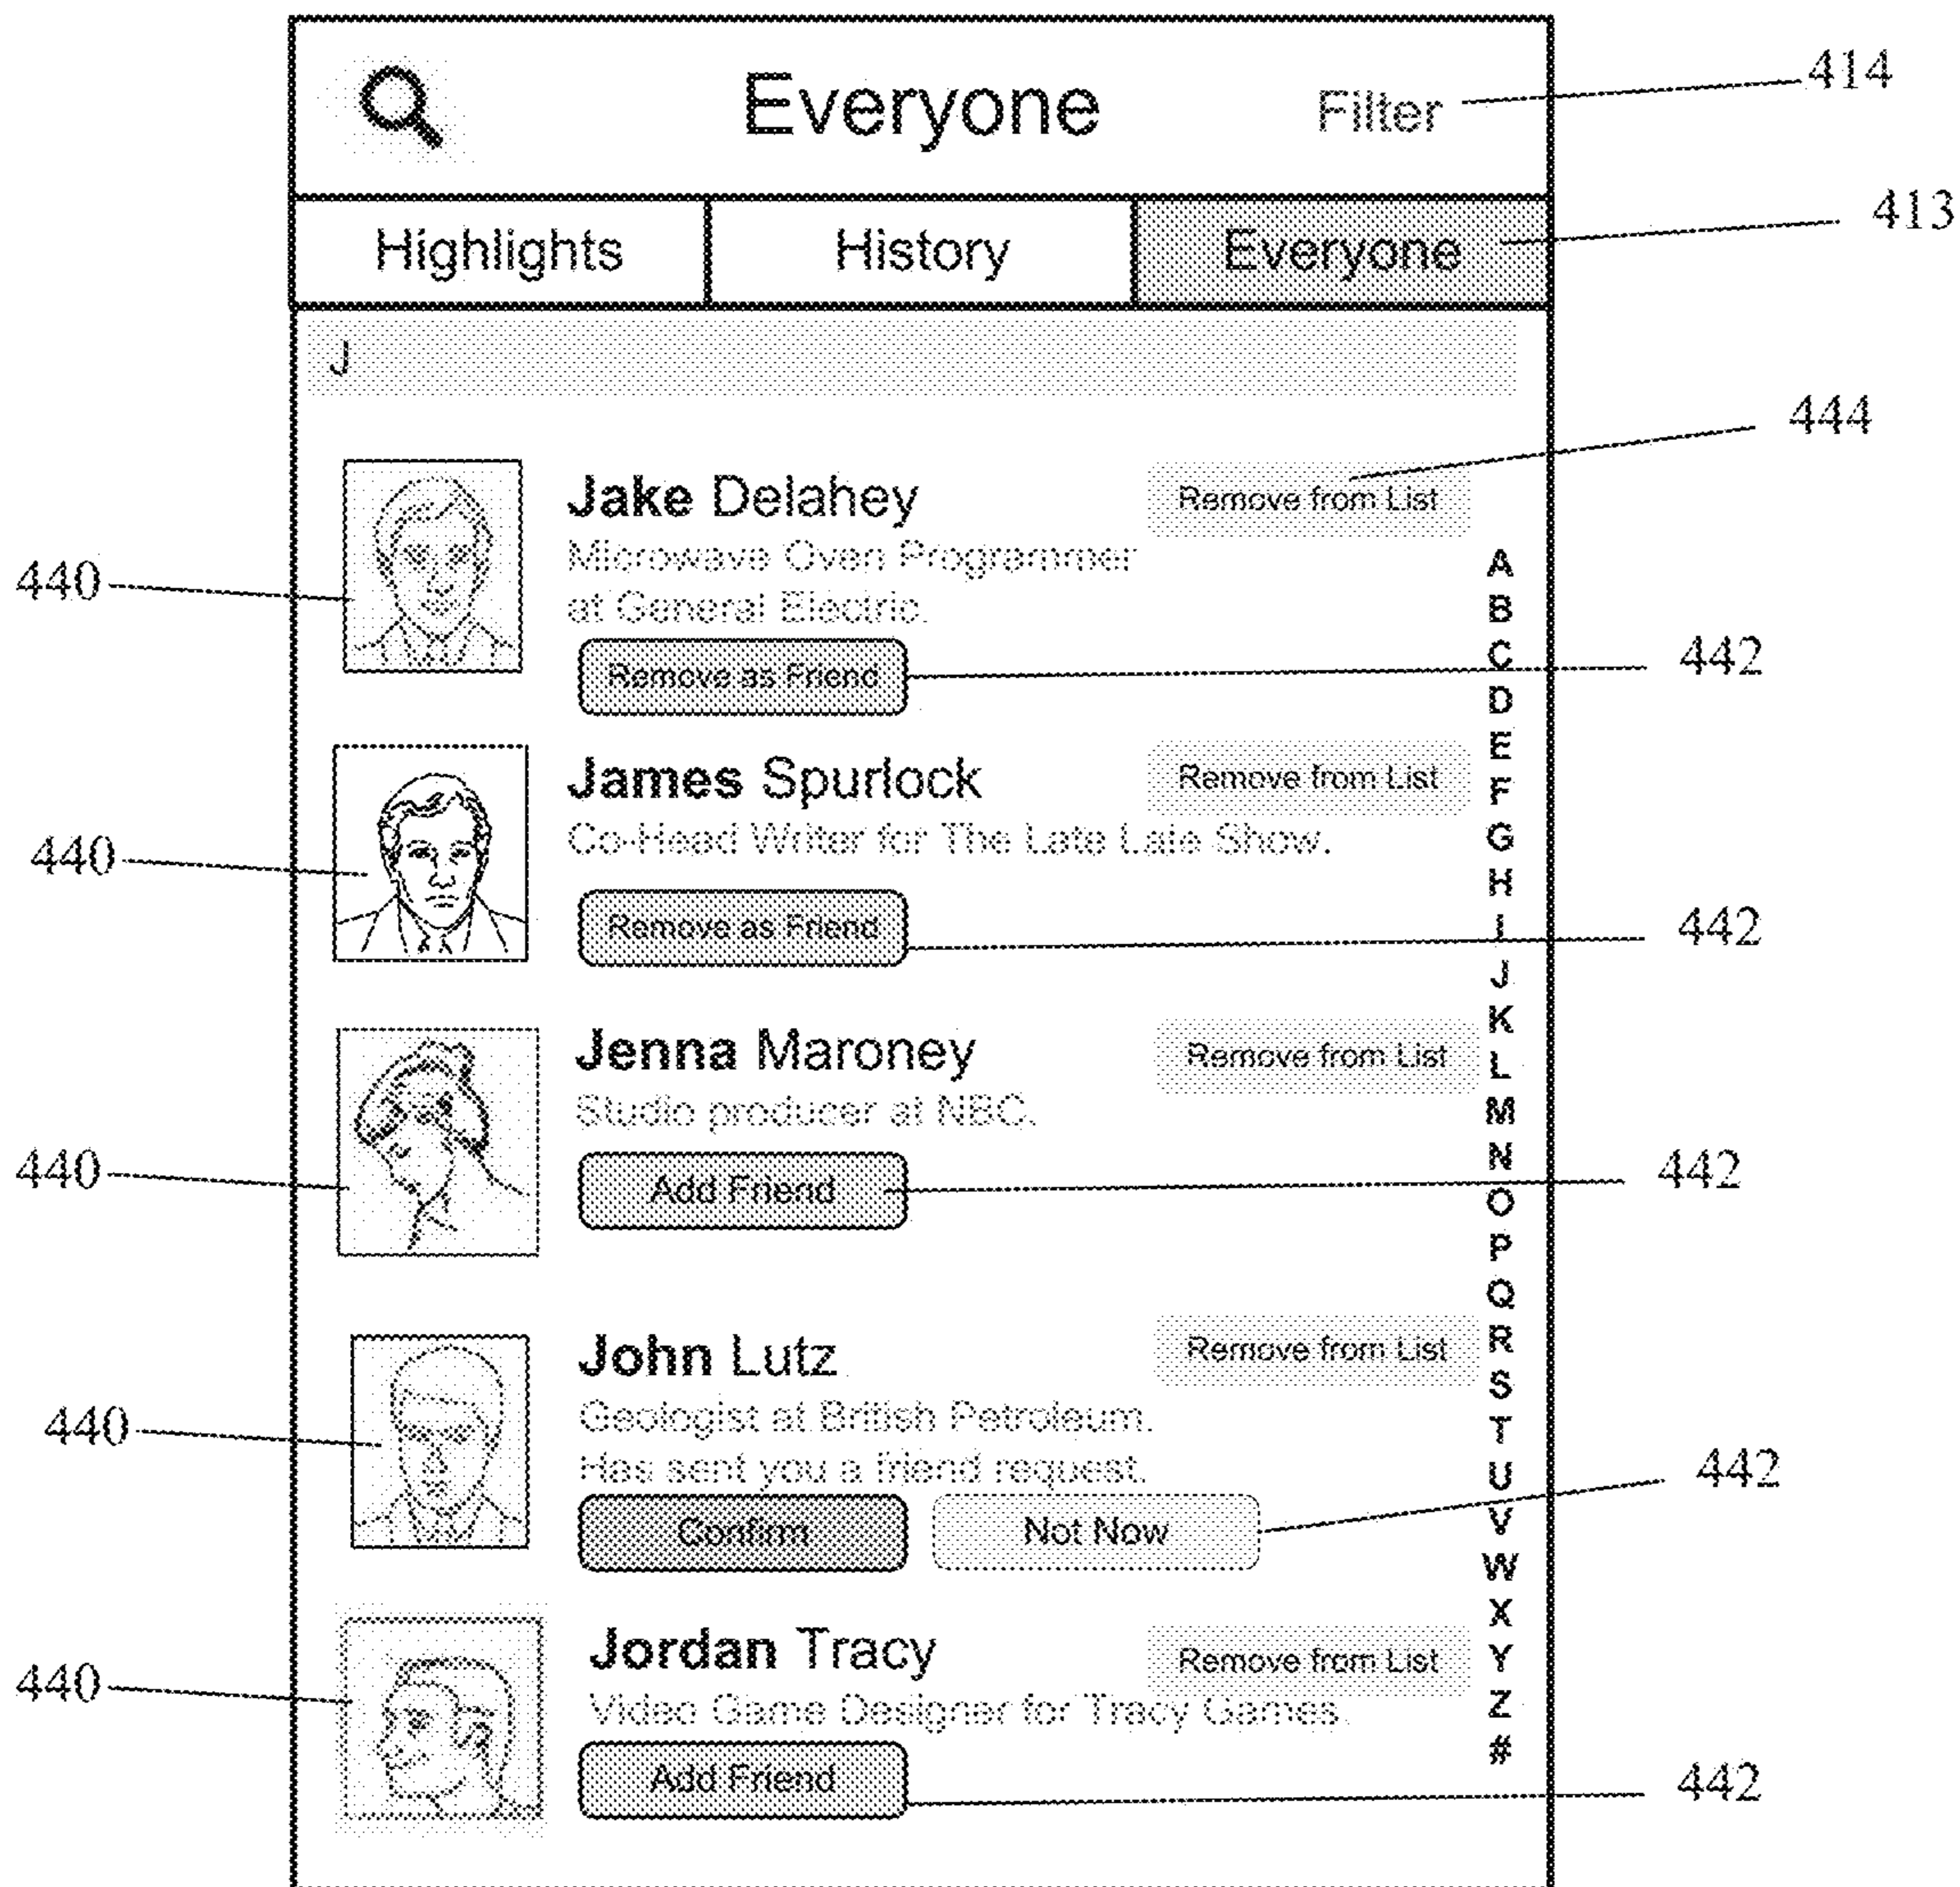 Everyone Filter 414
Highlights History Everyone 413
J
444
Jake Delahey Remove from List
Microwave Oven Programmer
at General Electric.
440
Remove as Friend 442
James Spurlock Remove from List
Co-Head Writer for The Late Late Show.
440
Remove as Friend 442
Jenna Maroney Remove from List
Studio producer at NBC.
440
Add Friend 442
John Lutz Remove from List
Geologist at British Petroleum.
Has sent you a friend request.
440
Confirm Not Now 442
Jordan Tracy Remove from List
Video Game Designer for Tracy Games.
440
Add Friend 442
A
B
C
D
E
F
G
H
I
J
K
L
M
N
O
P
Q
R
S
T
U
V
W
X
Y
Z
#